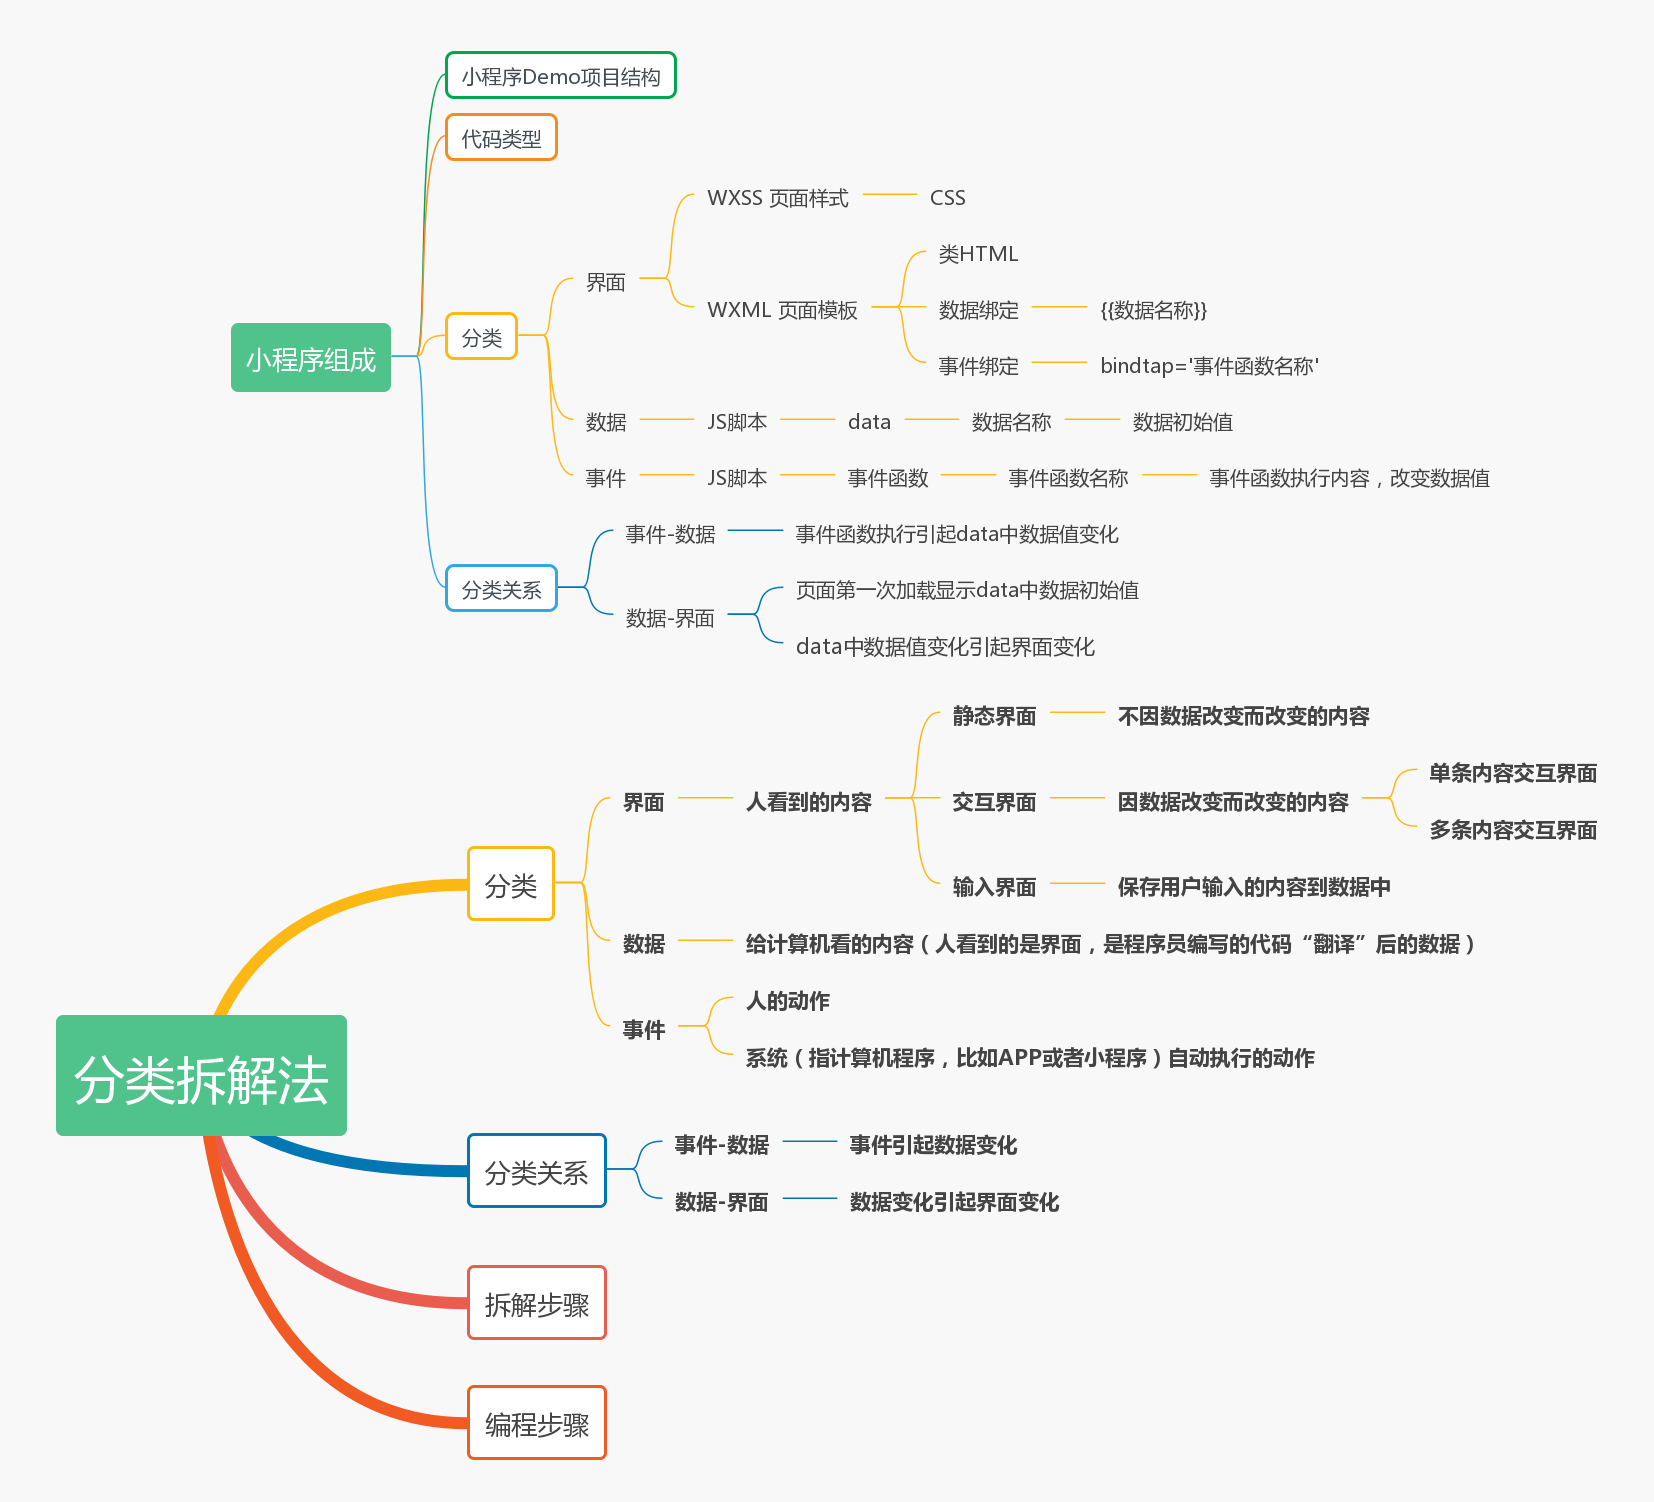 小程序Demo项目结构
代码类型
WXSS 页面样式
CSS
类HTML
界面
WXML 页面模板
数据绑定
{{数据名称}}
分类
小程序组成
事件绑定
bindtap='事件函数名称'
数据
JS脚本
data
数据名称
数据初始值
事件
JS脚本
事件函数
事件函数名称
事件函数执行内容，改变数据值
事件-数据
事件函数执行引起data中数据值变化
分类关系
页面第一次加载显示data中数据初始值
数据-界面
data中数据值变化引起界面变化
静态界面
不因数据改变而改变的内容
单条内容交互界面
界面
人看到的内容
交互界面
因数据改变而改变的内容
多条内容交互界面
分类
输入界面
保存用户输入的内容到数据中
数据
给计算机看的内容（人看到的是界面，是程序员编写的代码“翻译”后的数据）
人的动作
事件
系统（指计算机程序，比如APP或者小程序）自动执行的动作
分类拆解法
事件-数据
事件引起数据变化
分类关系
数据-界面
数据变化引起界面变化
拆解步骤
编程步骤